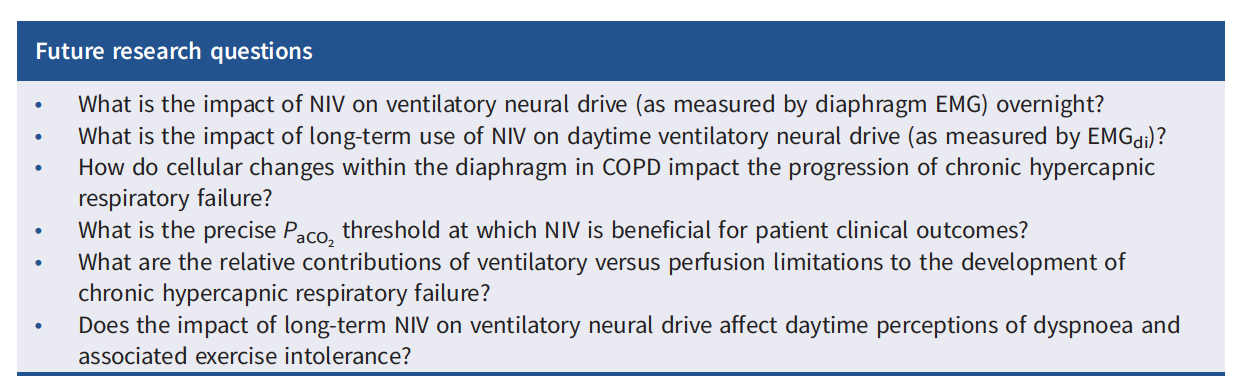 Future research questions
• What is the impact of NIV on ventilatory neural drive (as measured by diaphragm EMG) overnight?
• What is the impact of long-term use of NIV on daytime ventilatory neural drive (as measured by EMGdi)?
• How do cellular changes within the diaphragm in COPD impact the progression of chronic hypercapnic
respiratory failure?
• What is the precise PaCO2 threshold at which NIV is beneficial for patient clinical outcomes?
• What are the relative contributions of ventilatory versus perfusion limitations to the development of
chronic hypercapnic respiratory failure?
• Does the impact of long-term NIV on ventilatory neural drive affect daytime perceptions of dyspnoea and
associated exercise intolerance?